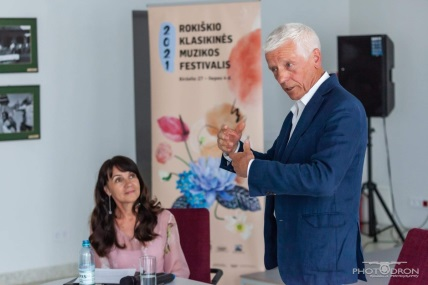 2021
ROKIŠKIO
KLASIKINĖS
MUZIKOS
FESTIVALIS
PHOTODRON